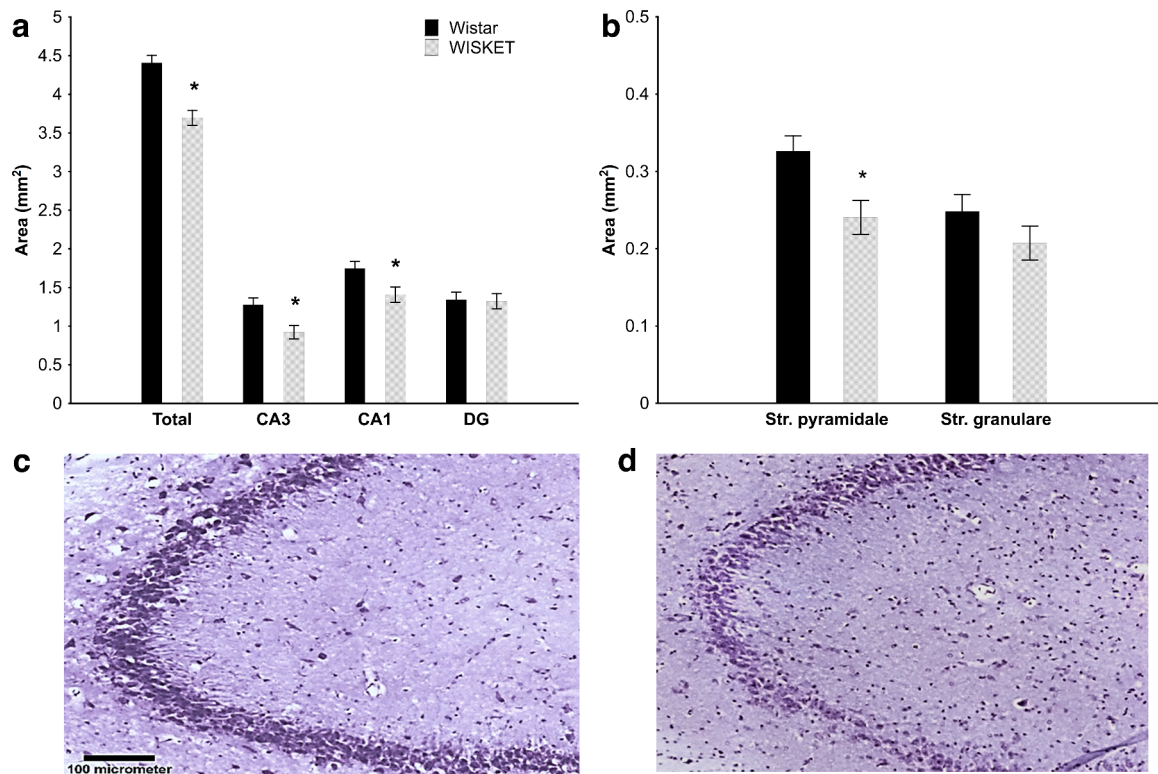 a
Wistar
WISKET
Area (mm²)
5
4.5
4
3.5
3
2.5
2
1.5
1
0.5
0
*
*
*
Total CA3 CA1 DG
b
Area (mm²)
0.5
0.4
0.3
0.2
0.1
0
*
Str. pyramidale Str. granulare
c
100 micrometer
d